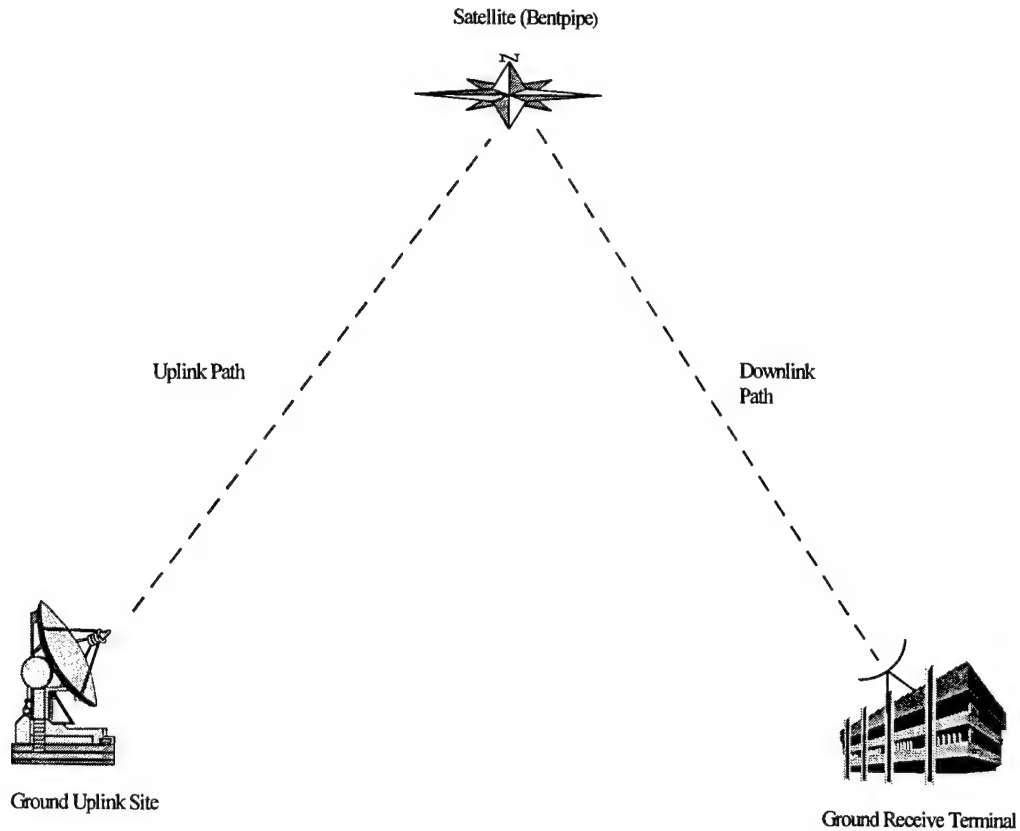 Satellite (Bentpipe)
N
Uplink Path
Downlink
Path
Ground Uplink Site
Ground Receive Terminal